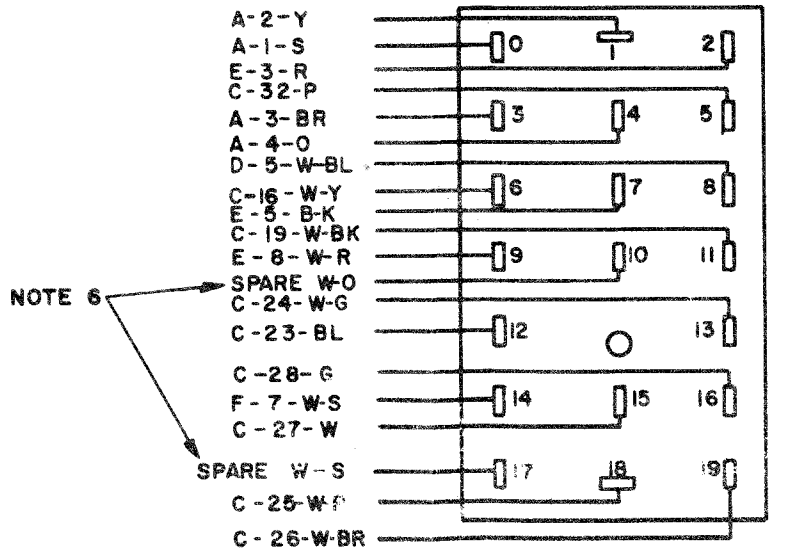 A-2-Y
A-1-S
0
1
2
E-3-R
C-32-P
A-3-BR
3
4
5
A-4-O
D-5-W-BL
C-16-W-Y
6
7
8
E-5-B-K
C-19-W-BK
E-8-W-R
9
10
11
SPARE W-O
NOTE 6
C-24-W-G
C-23-BL
12
13
C-28-G
F-7-W-S
14
15
16
C-27-W
SPARE W-S
17
18
19
C-25-W-
C-26-W-BR